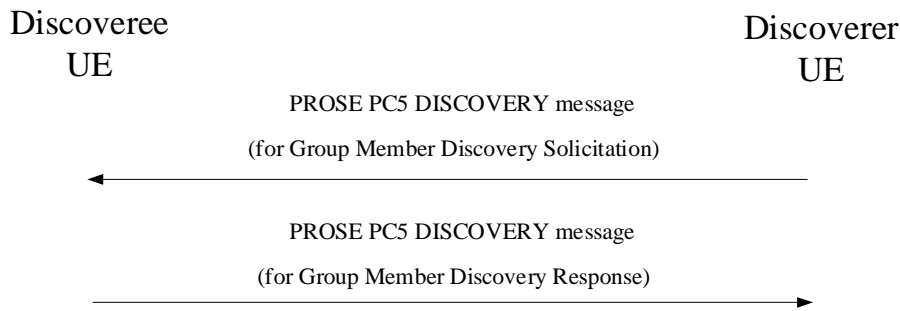 Discoveree
UE
Discoverer
UE
PROSE PC5 DISCOVERY message
(for Group Member Discovery Solicitation)
PROSE PC5 DISCOVERY message
(for Group Member Discovery Response)